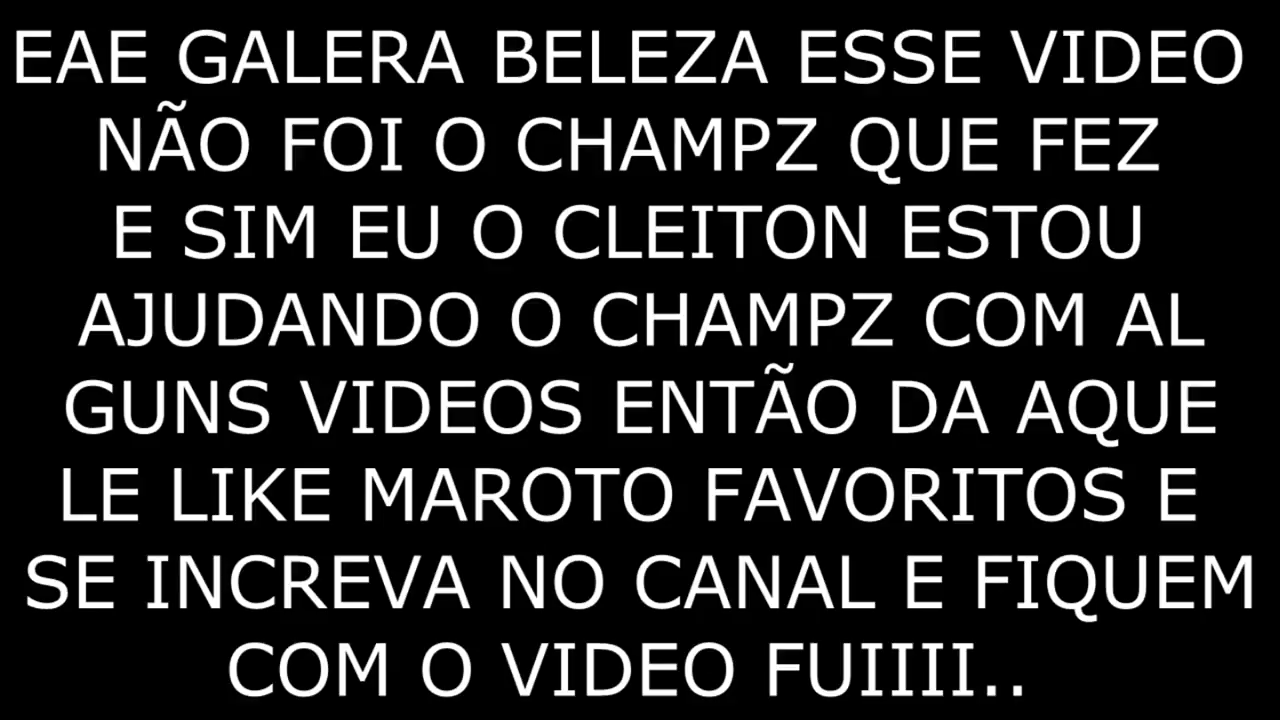 EAE GALERA BELEZA ESSE VIDEO
NÃO FOI O CHAMPZ QUE FEZ
E SIM EU O CLEITON ESTOU
AJUDANDO O CHAMPZ COM AL
GUNS VIDEOS ENTÃO DA AQUE
LE LIKE MAROTO FAVORITOS E
SE INCREVA NO CANAL E FIQUEM
COM O VIDEO FUIIII..